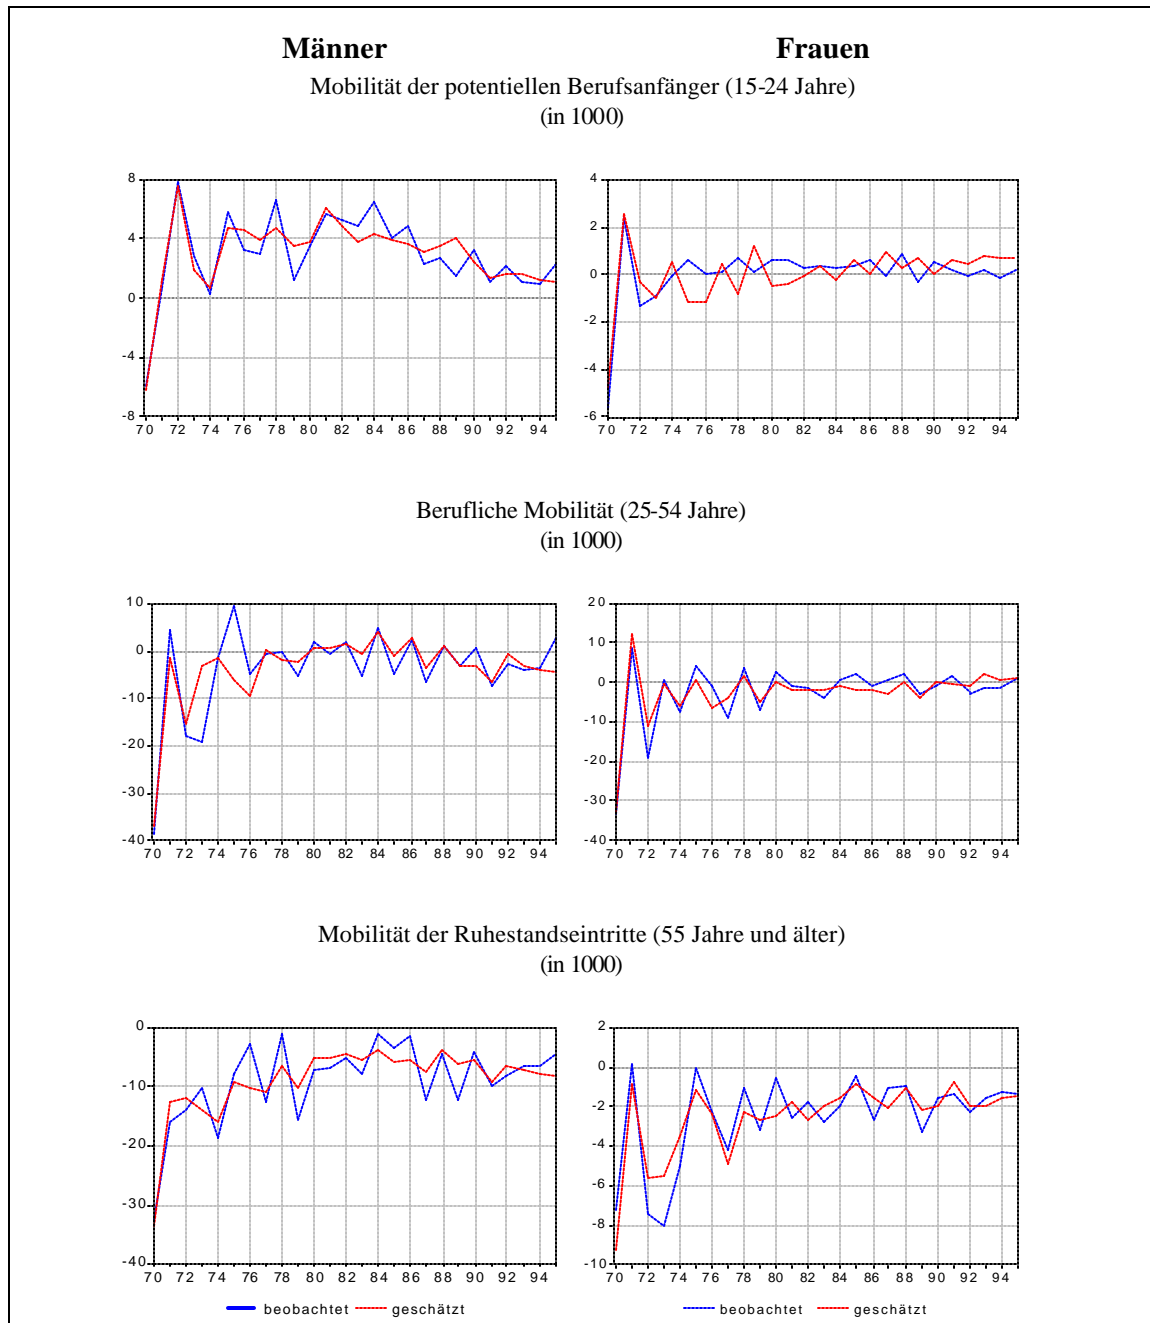 Männer Frauen
Mobilität der potentiellen Berufsanfänger (15-24 Jahre)
(in 1000)
8
4
0
-4
-8
70 72 74 76 78 80 82 84 86 88 90 92 94
4
2
0
-2
-4
-6
70 72 74 76 78 80 82 84 86 88 90 92 94
Berufliche Mobilität (25-54 Jahre)
(in 1000)
10
0
-10
-20
-30
-40
70 72 74 76 78 80 82 84 86 88 90 92 94
20
10
0
-10
-20
-30
-40
70 72 74 76 78 80 82 84 86 88 90 92 94
Mobilität der Ruhestandseintritte (55 Jahre und älter)
(in 1000)
0
-10
-20
-30
-40
70 72 74 76 78 80 82 84 86 88 90 92 94
beobachtet geschätzt
2
0
-2
-4
-6
-8
-10
70 72 74 76 78 80 82 84 86 88 90 92 94
beobachtet geschätzt